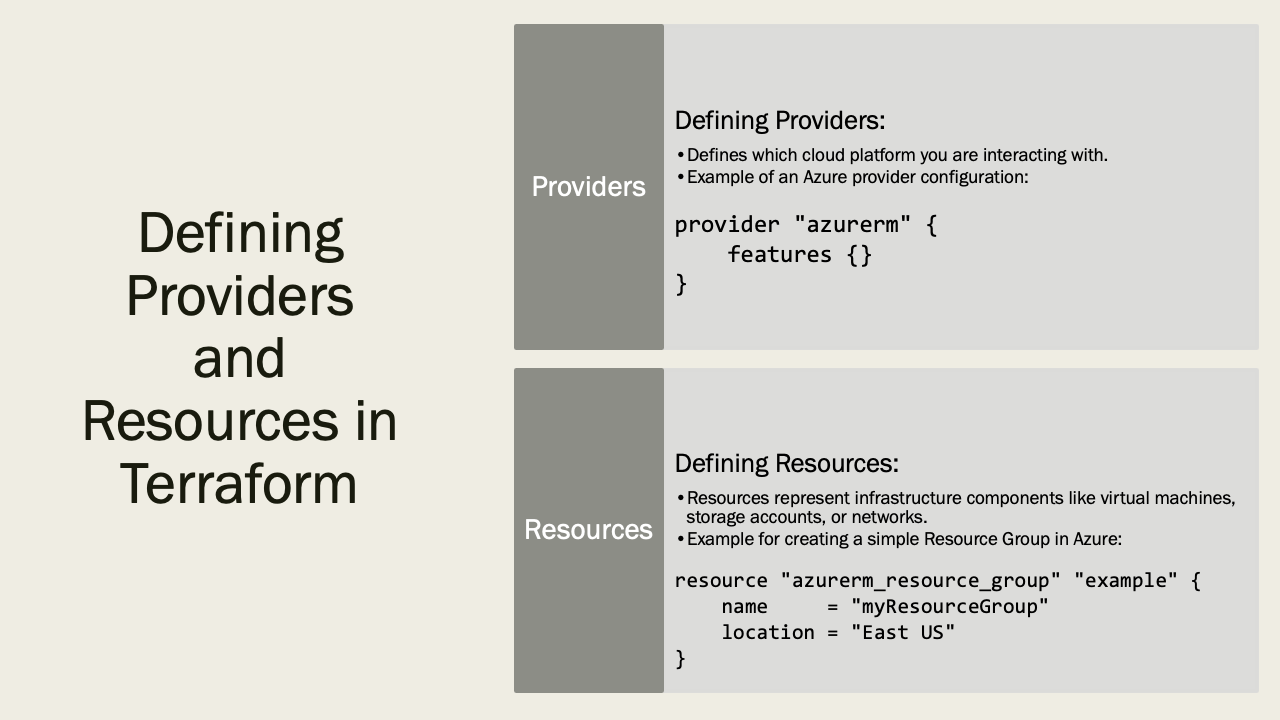 Defining
Providers
and
Resources in
Terraform
Providers
Defining Providers:
•Defines which cloud platform you are interacting with.
•Example of an Azure provider configuration:
provider "azurerm" {
    features {}
}
Resources
Defining Resources:
•Resources represent infrastructure components like virtual machines,
storage accounts, or networks.
•Example for creating a simple Resource Group in Azure:
resource "azurerm_resource_group" "example" {
    name     = "myResourceGroup"
    location = "East US"
}